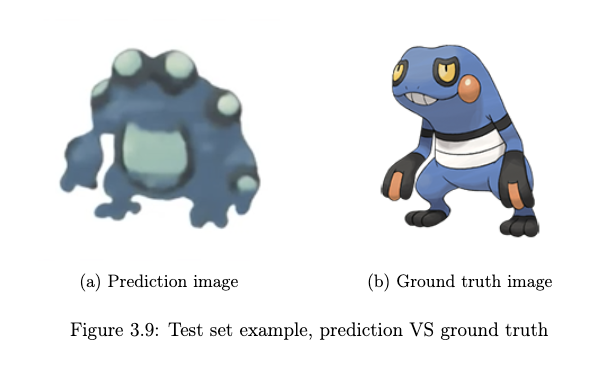 (a) Prediction image
(b) Ground truth image
Figure 3.9: Test set example, prediction VS ground truth